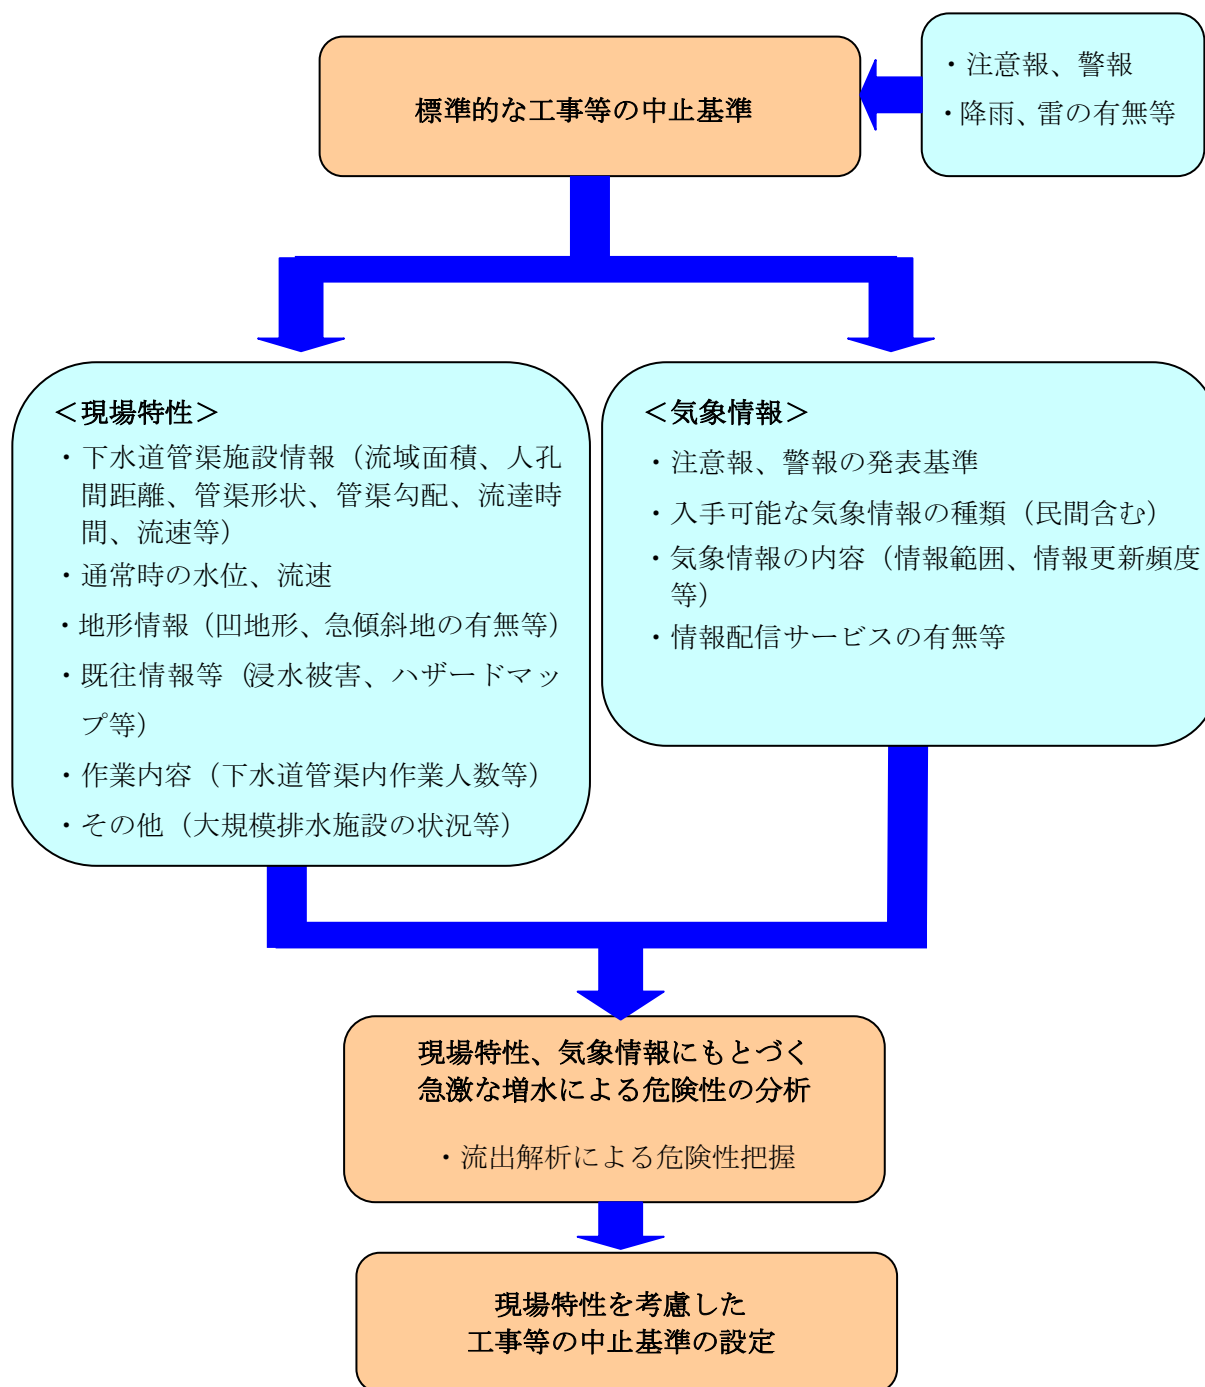 標準的な工事等の中止基準
・注意報、警報
・降雨、雷の有無等
＜現場特性＞
・下水道管渠施設情報（流域面積、人孔
間距離、管渠形状、管渠勾配、流達時
間、流速等）
・通常時の水位、流速
・地形情報（凹地形、急傾斜地の有無等）
・既往情報等（浸水被害、ハザードマッ
プ等）
・作業内容（下水道管渠内作業人数等）
・その他（大規模排水施設の状況等）
＜気象情報＞
・注意報、警報の発表基準
・入手可能な気象情報の種類（民間含む）
・気象情報の内容（情報範囲、情報更新頻度
等）
・情報配信サービスの有無等
現場特性、気象情報にもとづく
急激な増水による危険性の分析
・流出解析による危険性把握
現場特性を考慮した
工事等の中止基準の設定